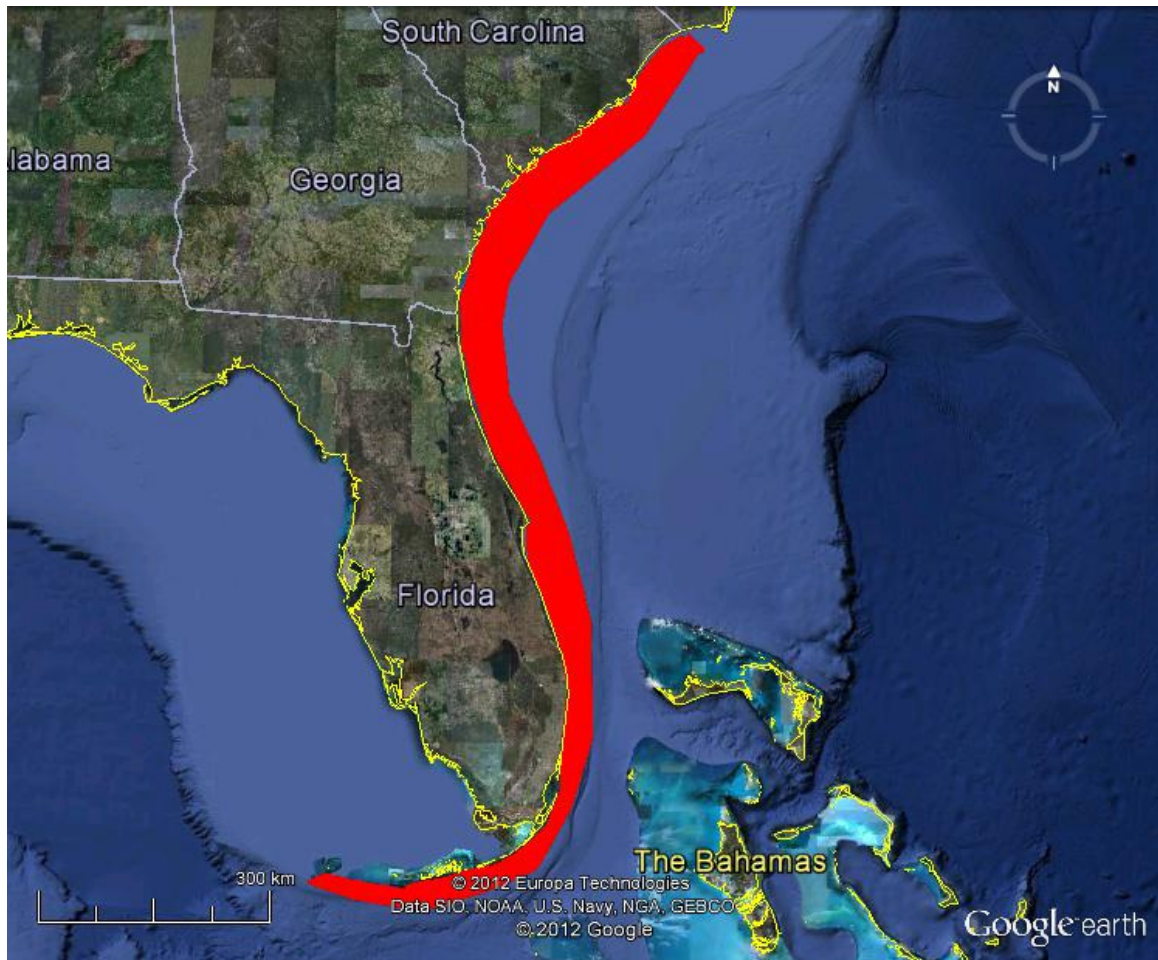 South Carolina
N
labama
Georgia
Florida
300 km
The Bahamas
© 2012 Europa Technologies
Data SIO, NOAA, U.S. Navy, NGA, GEBCO
© 2012 Google
Google earth